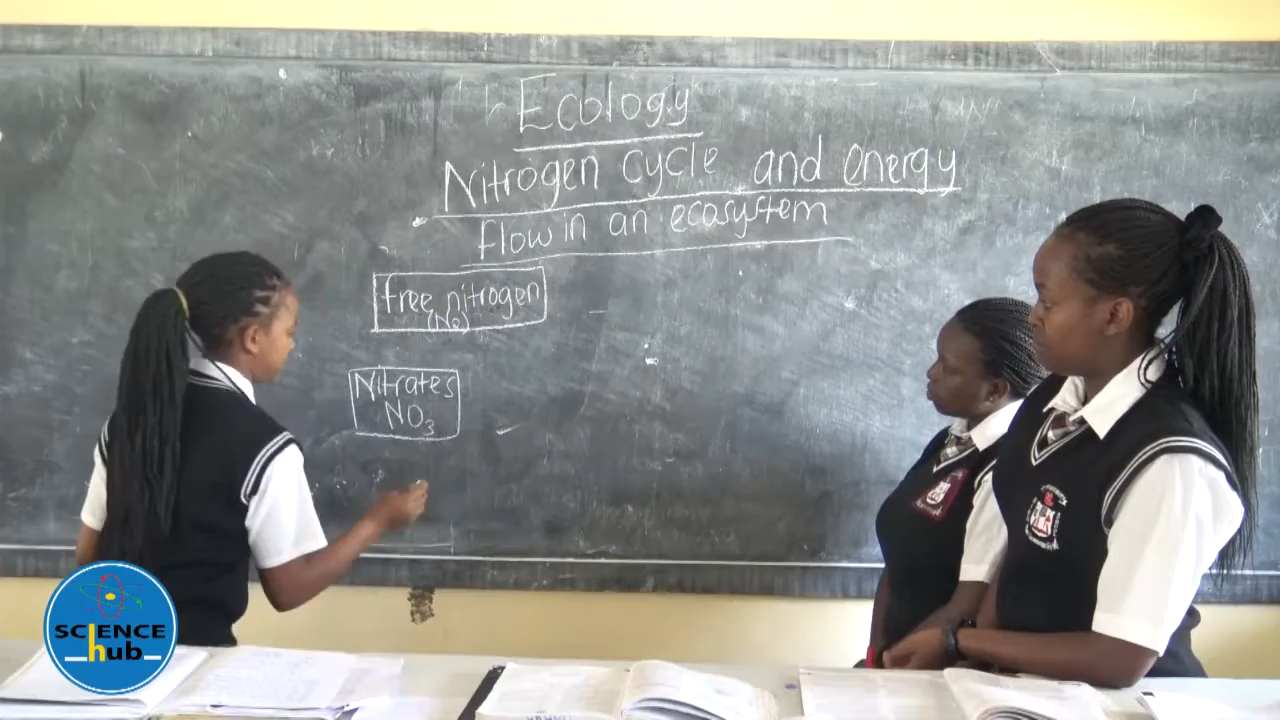 Ecology
Nitrogen cycle and energy
flow in an ecosystem
free nitrogen
(N2)
Nitrates
NO3
SCIENCE
hub